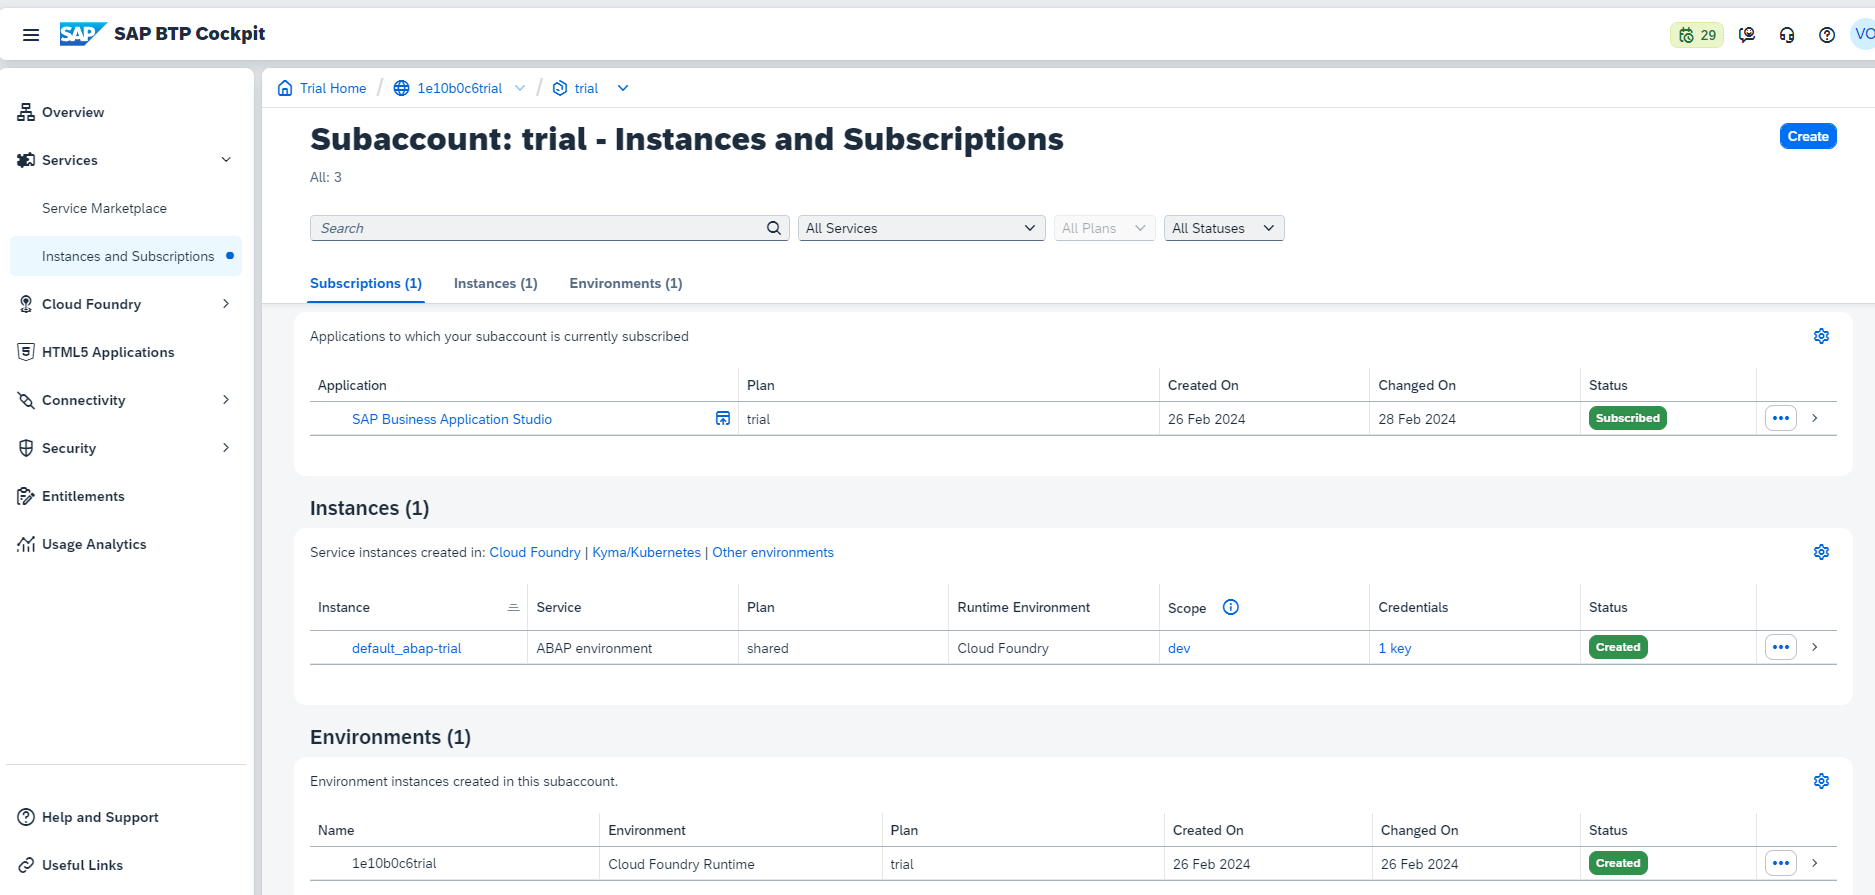 SAP SAP BTP Cockpit
29
VO
Overview
Services
Service Marketplace
Instances and Subscriptions
Cloud Foundry
HTML5 Applications
Connectivity
Security
Entitlements
Usage Analytics
Help and Support
Useful Links
Trial Home / 1e10b0c6trial / trial
Subaccount: trial - Instances and Subscriptions
Create
All: 3
Search
All Services
All Plans
All Statuses
Subscriptions (1) Instances (1) Environments (1)
Applications to which your subaccount is currently subscribed
Application Plan Created On Changed On Status
SAP Business Application Studio trial 26 Feb 2024 28 Feb 2024 Subscribed
Instances (1)
Service instances created in: Cloud Foundry | Kyma/Kubernetes | Other environments
Instance Service Plan Runtime Environment Scope Credentials Status
default_abap-trial ABAP environment shared Cloud Foundry dev 1 key Created
Environments (1)
Environment instances created in this subaccount.
Name Environment Plan Created On Changed On Status
1e10b0c6trial Cloud Foundry Runtime trial 26 Feb 2024 26 Feb 2024 Created